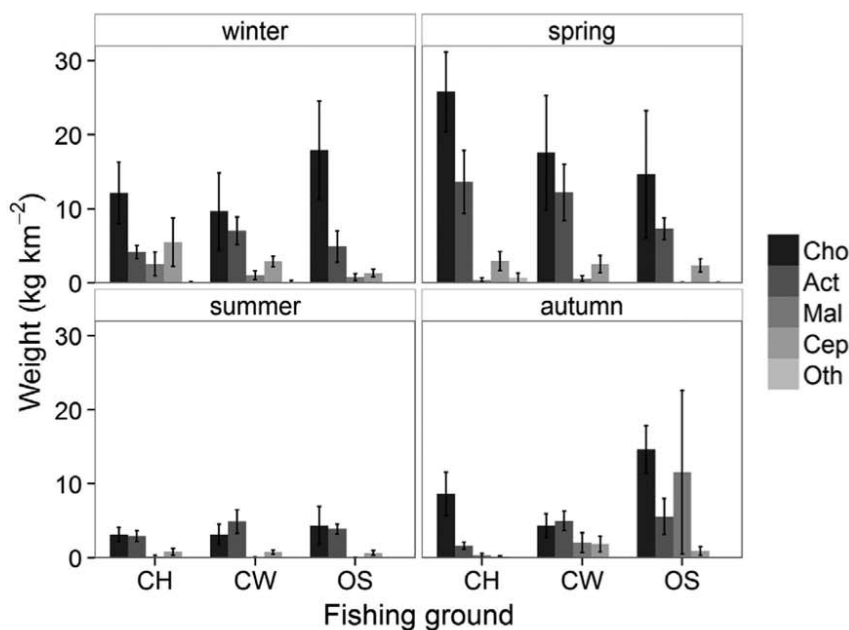 winter
spring
30
20
10
0
summer
autumn
30
20
10
0
CH
CW
OS
CH
CW
OS
Weight (kg km⁻²)
Fishing ground
Cho
Act
Mal
Cep
Oth